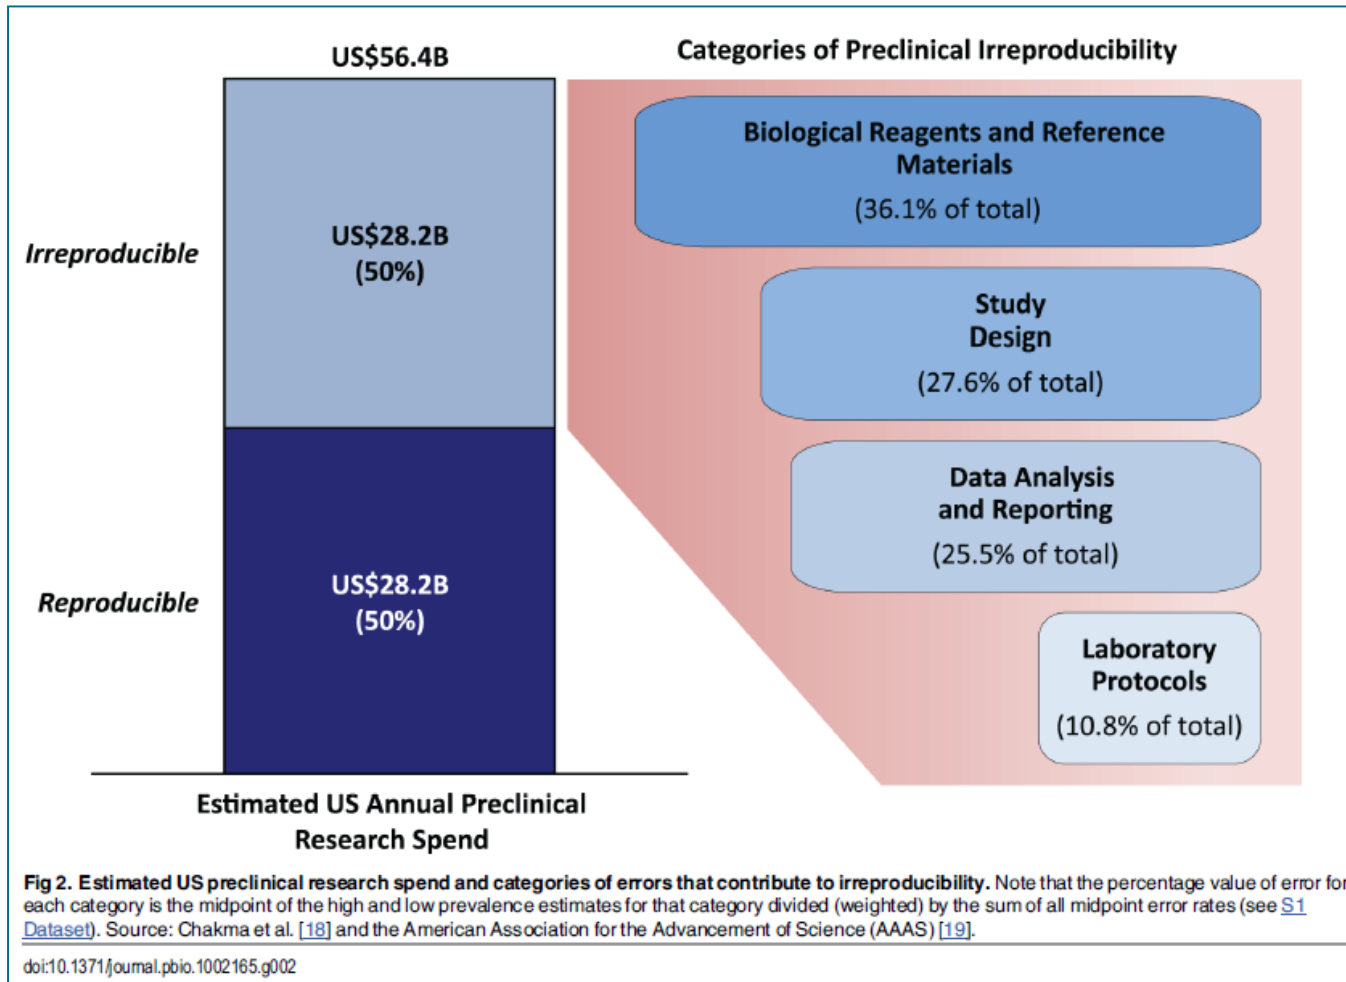 US$56.4B
Categories of Preclinical Irreproducibility
Biological Reagents and Reference
Materials
(36.1% of total)
Irreproducible
US$28.2B
(50%)
Study
Design
(27.6% of total)
Data Analysis
and Reporting
(25.5% of total)
Reproducible
US$28.2B
(50%)
Laboratory
Protocols
(10.8% of total)
Estimated US Annual Preclinical
Research Spend
Fig 2. Estimated US preclinical research spend and categories of errors that contribute to irreproducibility. Note that the percentage value of error for
each category is the midpoint of the high and low prevalence estimates for that category divided (weighted) by the sum of all midpoint error rates (see S1
Dataset). Source: Chakma et al. [18] and the American Association for the Advancement of Science (AAAS) [19].
doi:10.1371/journal.pbio.1002165.g002